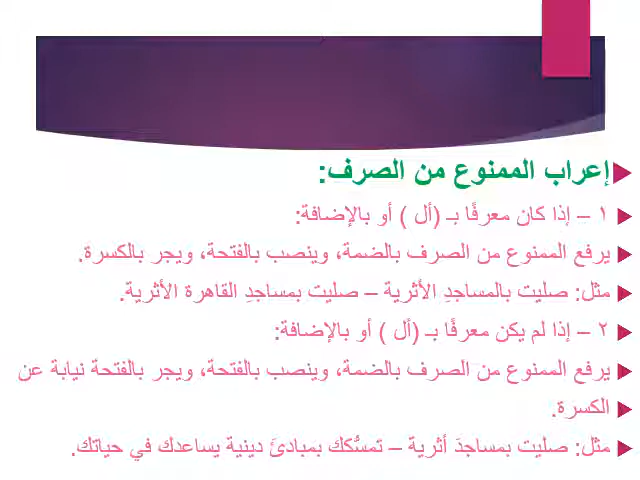 إعراب الممنوع من الصرف:
١ – إذا كان معرفًا بـ (أل ) أو بالإضافة:
يرفع الممنوع من الصرف بالضمة، وينصب بالفتحة، ويجر بالكسرة.
مثل: صليت بالمساجدِ الأثرية – صليت بمساجدِ القاهرة الأثرية.
٢ – إذا لم يكن معرفًا بـ (أل ) أو بالإضافة:
يرفع الممنوع من الصرف بالضمة، وينصب بالفتحة، ويجر بالفتحة نيابة عن
الكسرة.
مثل: صليت بمساجدَ أثرية – تمسُّكك بمبادئَ دينية يساعدك في حياتك.